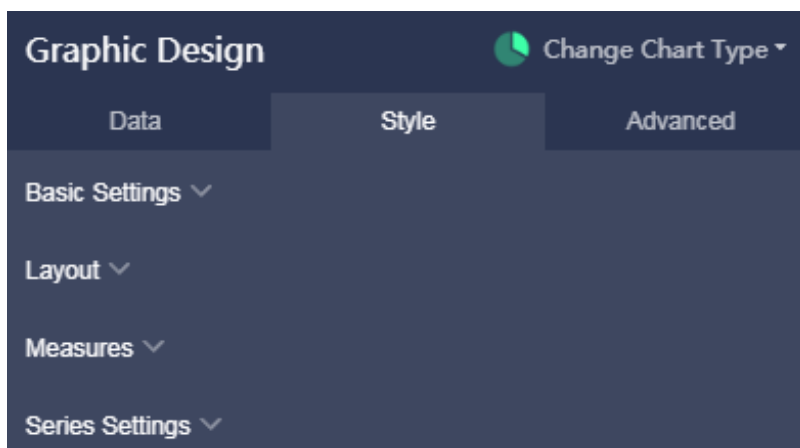 Graphic Design
Change Chart Type
Data
Style
Advanced
Basic Settings
Layout
Measures
Series Settings